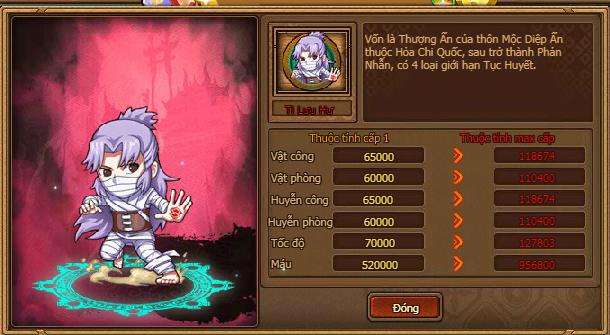 Vốn là Thượng Ẩn của thôn Mộc Diệp Ẩn
thuộc Hỏa Chi Quốc, sau trở thành Phản
Nhẫn, có 4 loại giới hạn Tục Huyết.
Ti Lưu Hư
Thuộc tính cấp 1 Thuộc tính max cấp
Vật công 65000 118674
Vật phòng 60000 110400
Huyễn công 65000 118674
Huyễn phòng 60000 110400
Tốc độ 70000 127803
Máu 520000 956800
Đóng